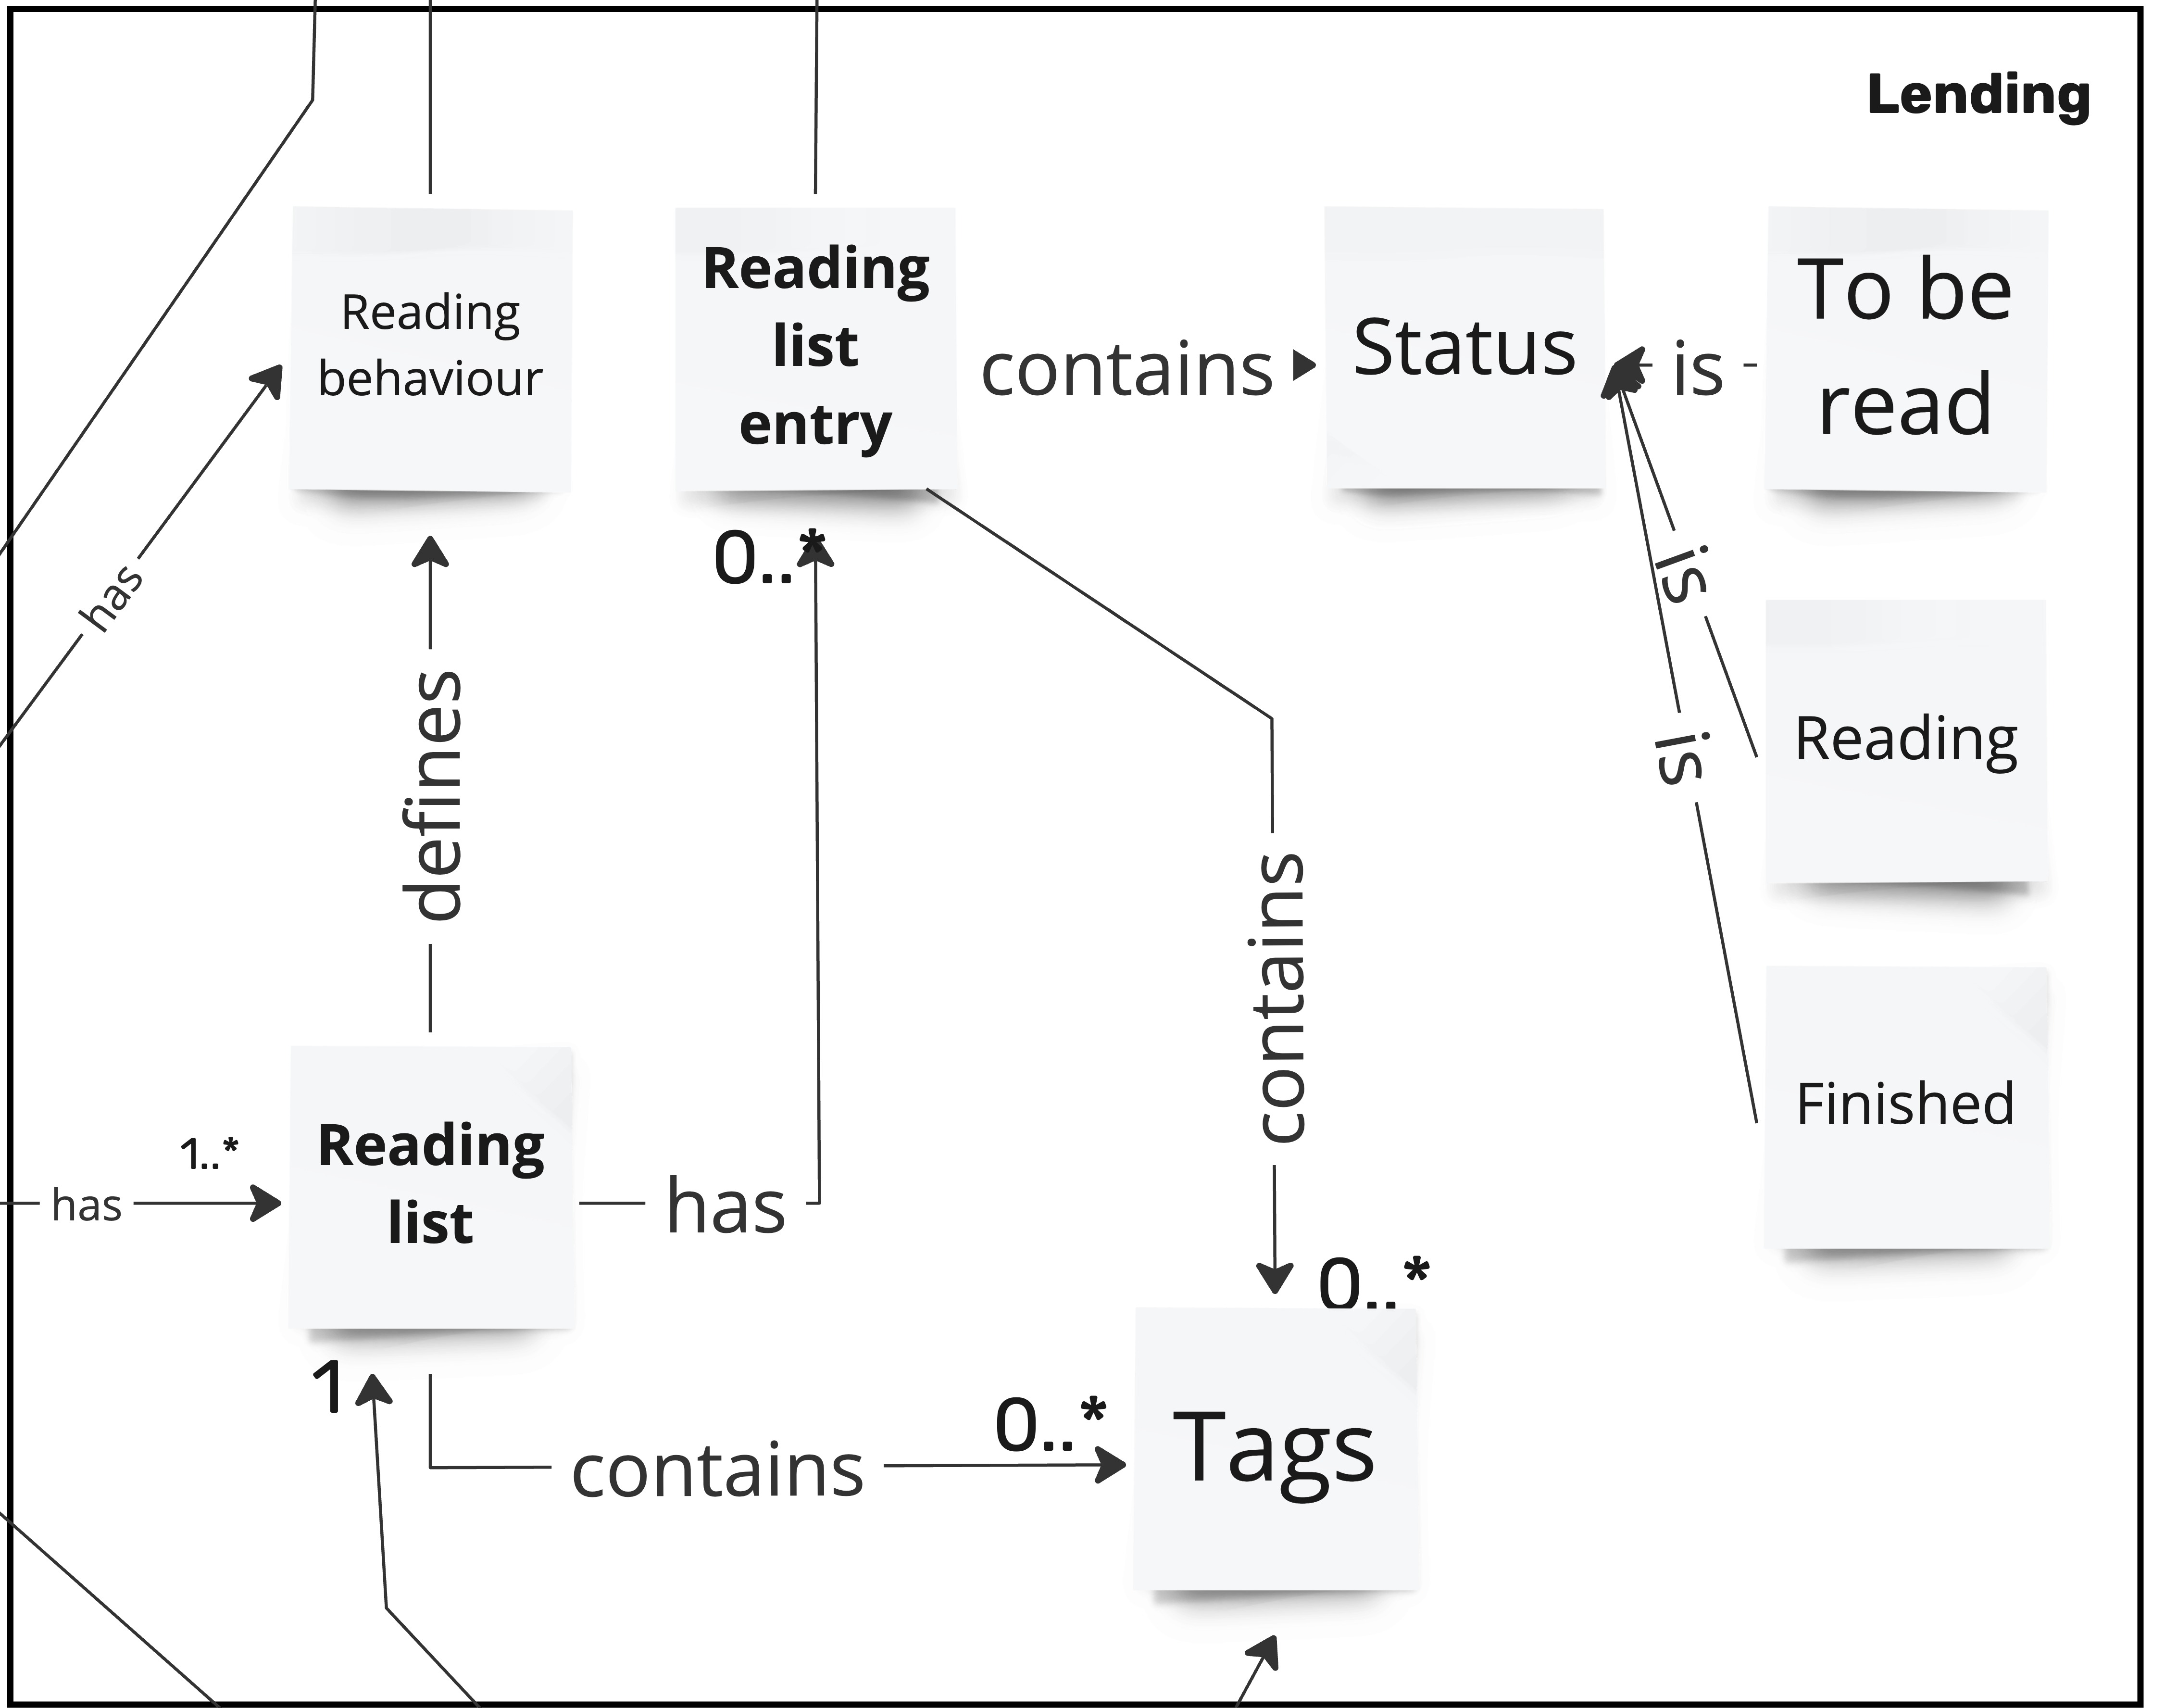 Lending
Reading
behaviour
Reading
list
entry
contains
Status
is
To be
read
0..*
has
is
defines
is
Reading
contains
Finished
Reading
list
1..*
has
has
0..*
1
contains
0..*
Tags